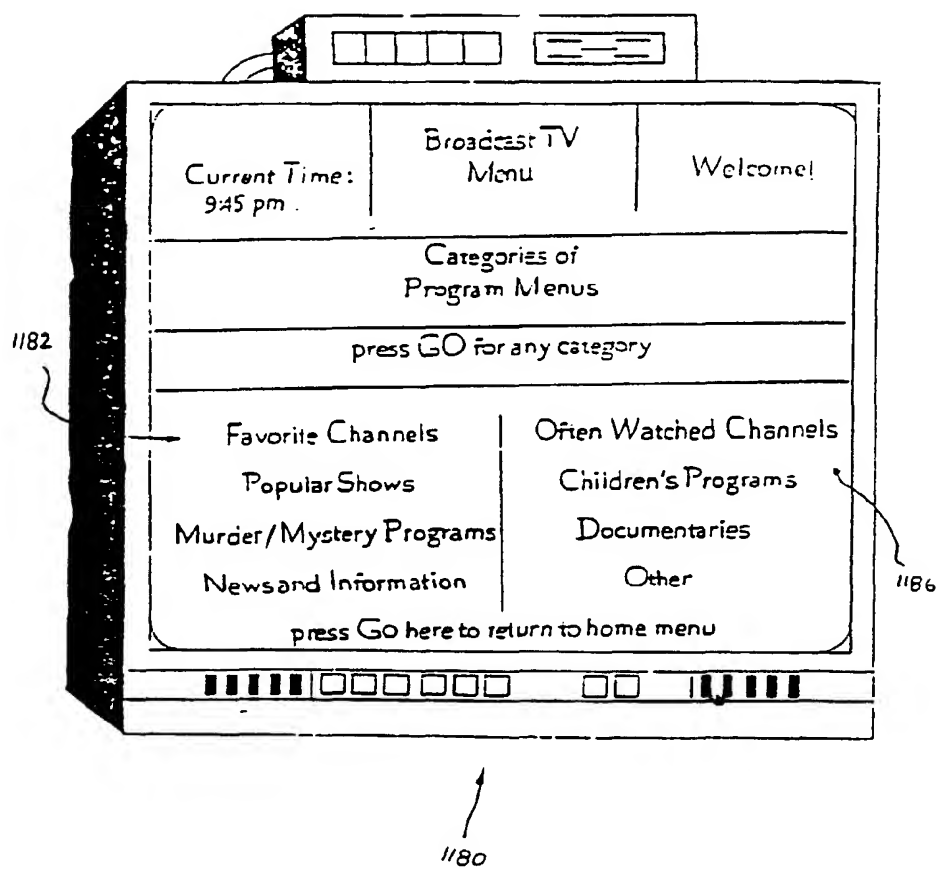 Current Time:
9:45 pm.
Broadcast TV
Menu
Welcome!
Categories of
Program Menus
press GO for any category
1182
Favorite Channels
Popular Shows
Murder/Mystery Programs
News and Information
Often Watched Channels
Children's Programs
Documentaries
Other
1186
press Go here to return to home menu
1180